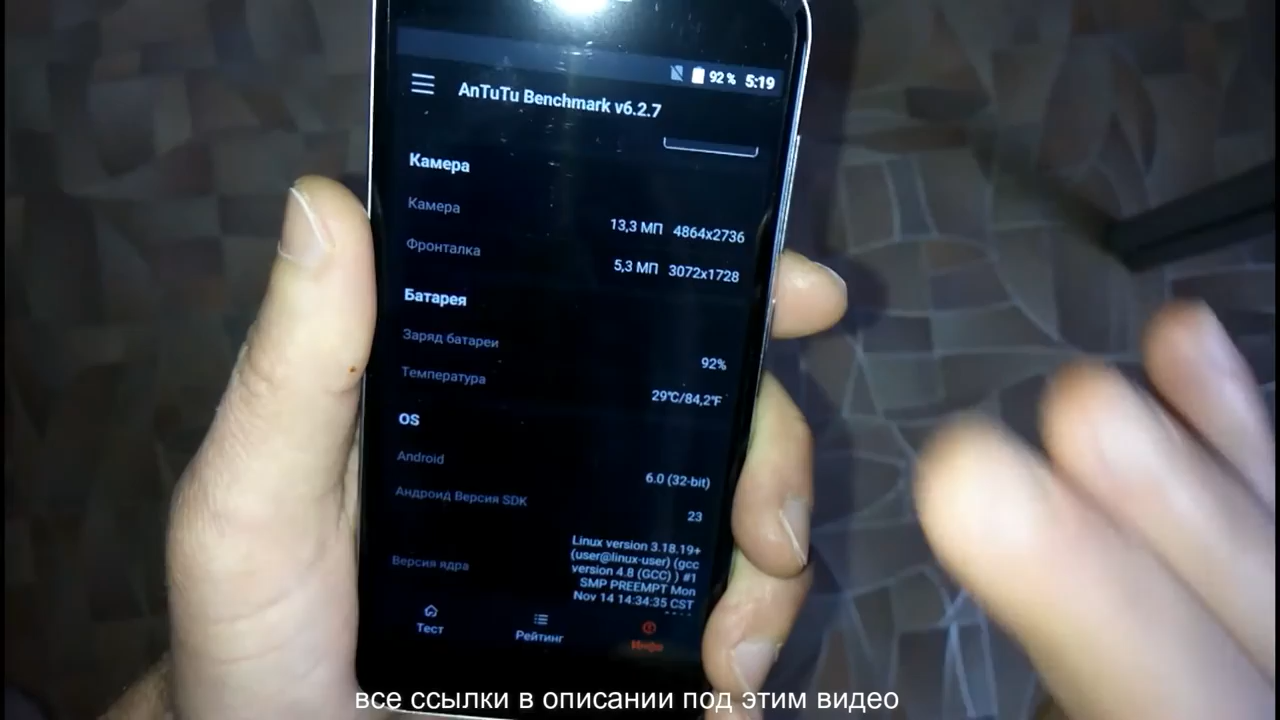 92 % 5:19
AnTuTu Benchmark v6.2.7
Камера
Камера
13,3 МП 4864x2736
Фронталка
5,3 МП 3072x1728
Батарея
Заряд батареи
92%
Температура
29℃/84,2℉
OS
Android
6.0 (32-bit)
Андроид Версия SDK
23
Версия ядра
Linux version 3.18.19+
(user@linux-user) (gcc
version 4.8 (GCC) ) #1
SMP PREEMPT Mon
Nov 14 14:34:35 CST
Тест
Рейтинг
Инфо
все ссылки в описании под этим видео